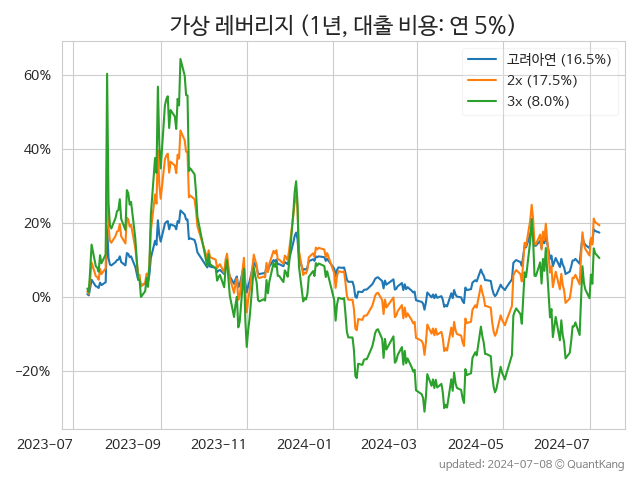 가상 레버리지 (1년, 대출 비용: 연 5%)
고려아연 (16.5%)
2x (17.5%)
3x (8.0%)
60%
40%
20%
0%
−20%
2023-07
2023-09
2023-11
2024-01
2024-03
2024-05
2024-07
updated: 2024-07-08 © QuantKang